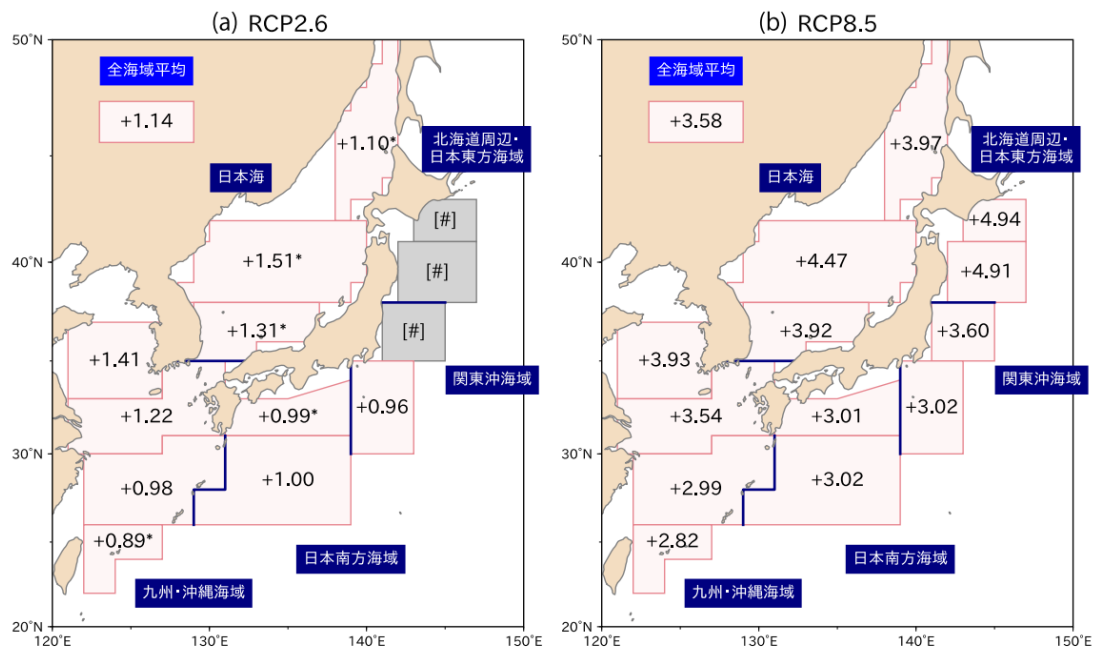 (a) RCP2.6
50°N
40°N
30°N
20°N
120°E
130°E
140°E
150°E
全海域平均
+1.14
北海道周辺・
日本東方海域
+1.10*
日本海
[#]
+1.51*
[#]
+1.31*
[#]
+1.41
関東沖海域
+1.22
+0.99*
+0.96
+0.98
+1.00
+0.89*
日本南方海域
九州・沖縄海域
(b) RCP8.5
50°N
40°N
30°N
20°N
120°E
130°E
140°E
150°E
全海域平均
+3.58
北海道周辺・
日本東方海域
+3.97
日本海
+4.94
+4.47
+4.91
+3.92
+3.60
+3.93
関東沖海域
+3.54
+3.01
+3.02
+2.99
+3.02
+2.82
日本南方海域
九州・沖縄海域